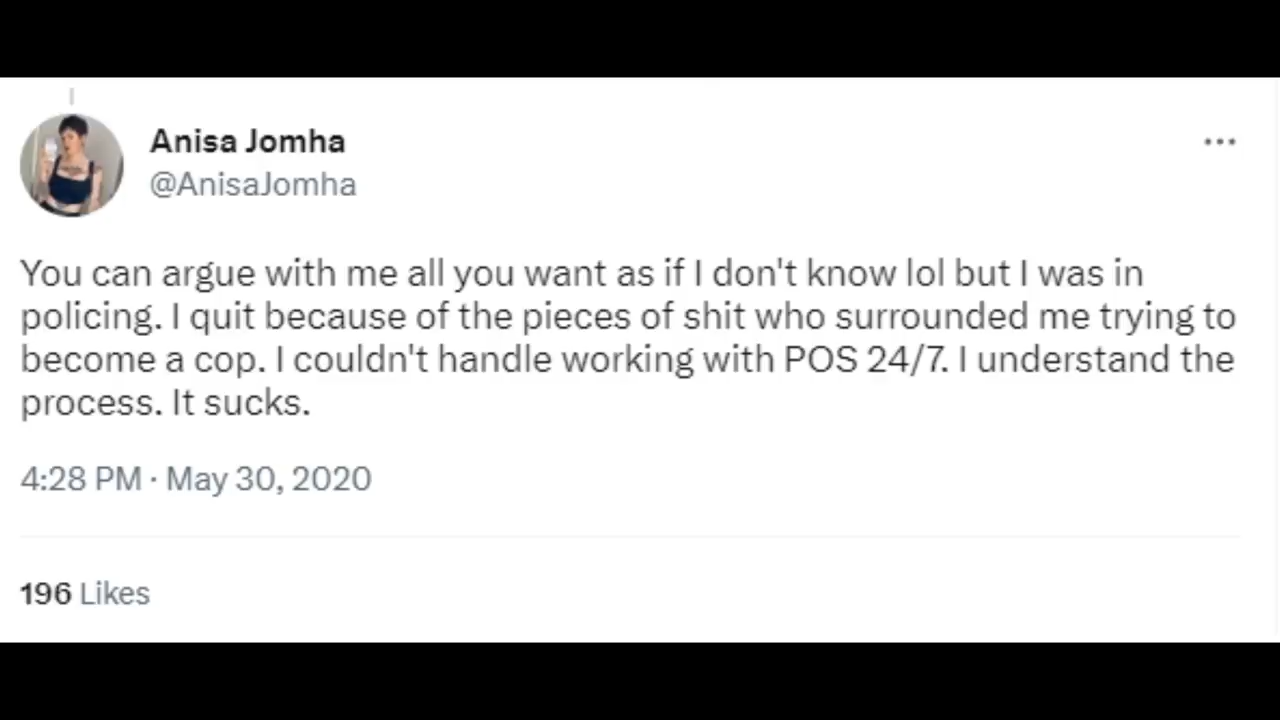 Anisa Jomha
@AnisaJomha
You can argue with me all you want as if I don't know lol but I was in
policing. I quit because of the pieces of shit who surrounded me trying to
become a cop. I couldn't handle working with POS 24/7. I understand the
process. It sucks.
4:28 PM · May 30, 2020
196 Likes